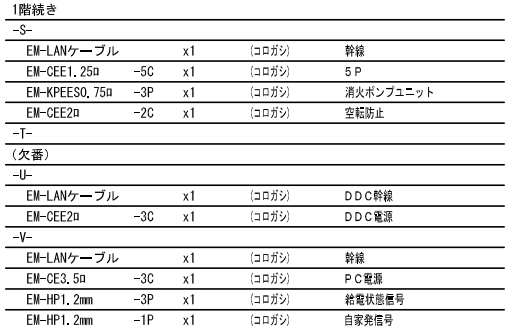 1階続き
-S-
EM-LANケーブル x1 (コロガシ) 幹線
EM-CEE1.25□ -5C x1 (コロガシ) 5P
EM-KPEES0.75□ -3P x1 (コロガシ) 消火ポンプユニット
EM-CEE2□ -2C x1 (コロガシ) 空転防止
-T-
(欠番)
-U-
EM-LANケーブル x1 (コロガシ) DDC幹線
EM-CEE2□ -3C x1 (コロガシ) DDC電源
-V-
EM-LANケーブル x1 (コロガシ) 幹線
EM-CE3.5□ -3C x1 (コロガシ) PC電源
EM-HP1.2mm -3P x1 (コロガシ) 給電状態信号
EM-HP1.2mm -1P x1 (コロガシ) 自家発信号